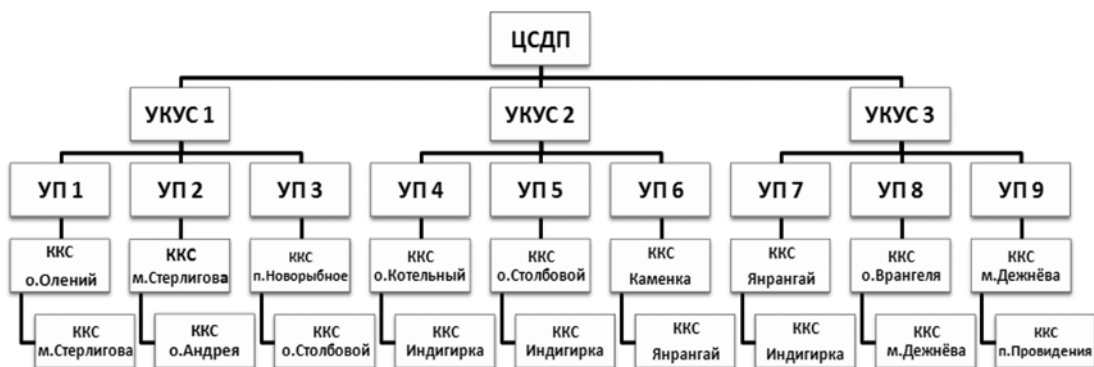 ЦСДП
УКУС 1
УКУС 2
УКУС 3
УП 1
УП 2
УП 3
УП 4
УП 5
УП 6
УП 7
УП 8
УП 9
ККС
о.Олений
ККС
м.Стерлигова
ККС
п.Новорыбное
ККС
о.Котельный
ККС
о.Столбовой
ККС
Каменка
ККС
Янрангай
ККС
о.Врангеля
ККС
м.Дежнёва
ККС
м.Стерлигова
ККС
о.Андрея
ККС
о.Столбовой
ККС
Индигирка
ККС
Индигирка
ККС
Янрангай
ККС
Индигирка
ККС
м.Дежнёва
ККС
п.Провидения